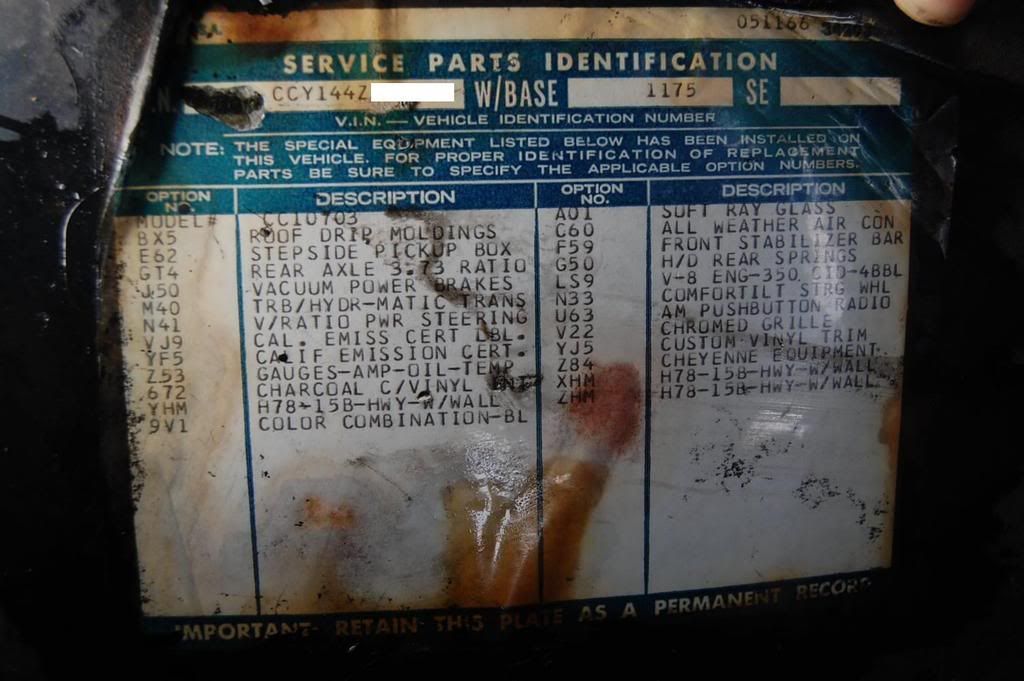 051166
SERVICE PARTS IDENTIFICATION
CCY144Z W/BASE 1175 SE
V.I.N. — VEHICLE IDENTIFICATION NUMBER
NOTE: THE SPECIAL EQUIPMENT LISTED BELOW HAS BEEN INSTALLED ON
THIS VEHICLE. FOR PROPER IDENTIFICATION OF REPLACEMENT
PARTS BE SURE TO SPECIFY THE APPLICABLE OPTION NUMBERS.
OPTION NO. DESCRIPTION OPTION NO. DESCRIPTION
MODEL# CC10703 A01 SOFT RAY GLASS
BX5 ROOF DRIP MOLDINGS C60 ALL WEATHER AIR CON
E62 STEPSIDE PICKUP BOX F59 FRONT STABILIZER BAR
GT4 REAR AXLE 3.73 RATIO G50 H/D REAR SPRINGS
J50 VACUUM POWER BRAKES LS9 V-8 ENG-350 CID-4BBL
M40 TRB/HYDR-MATIC TRANS N33 COMFORTILT STRG WHL
N41 V/RATIO PWR STEERING U63 AM PUSHBUTTON RADIO
VJ9 CAL. EMISS CERT LBL. V22 CHROMED GRILLE
YF5 CALIF EMISSION CERT. YJ5 CUSTOM VINYL TRIM
Z53 GAUGES-AMP-OIL-TEMP Z84 CHEYENNE EQUIPMENT
672 CHARCOAL C/VINYL XHM H78-15B-HWY-W/WALL
YHM H78-15B-HWY-W/WALL ZHM H78-15B-HWY-W/WALL
9V1 COLOR COMBINATION-BL
IMPORTANT- RETAIN THIS PLATE AS A PERMANENT RECORD